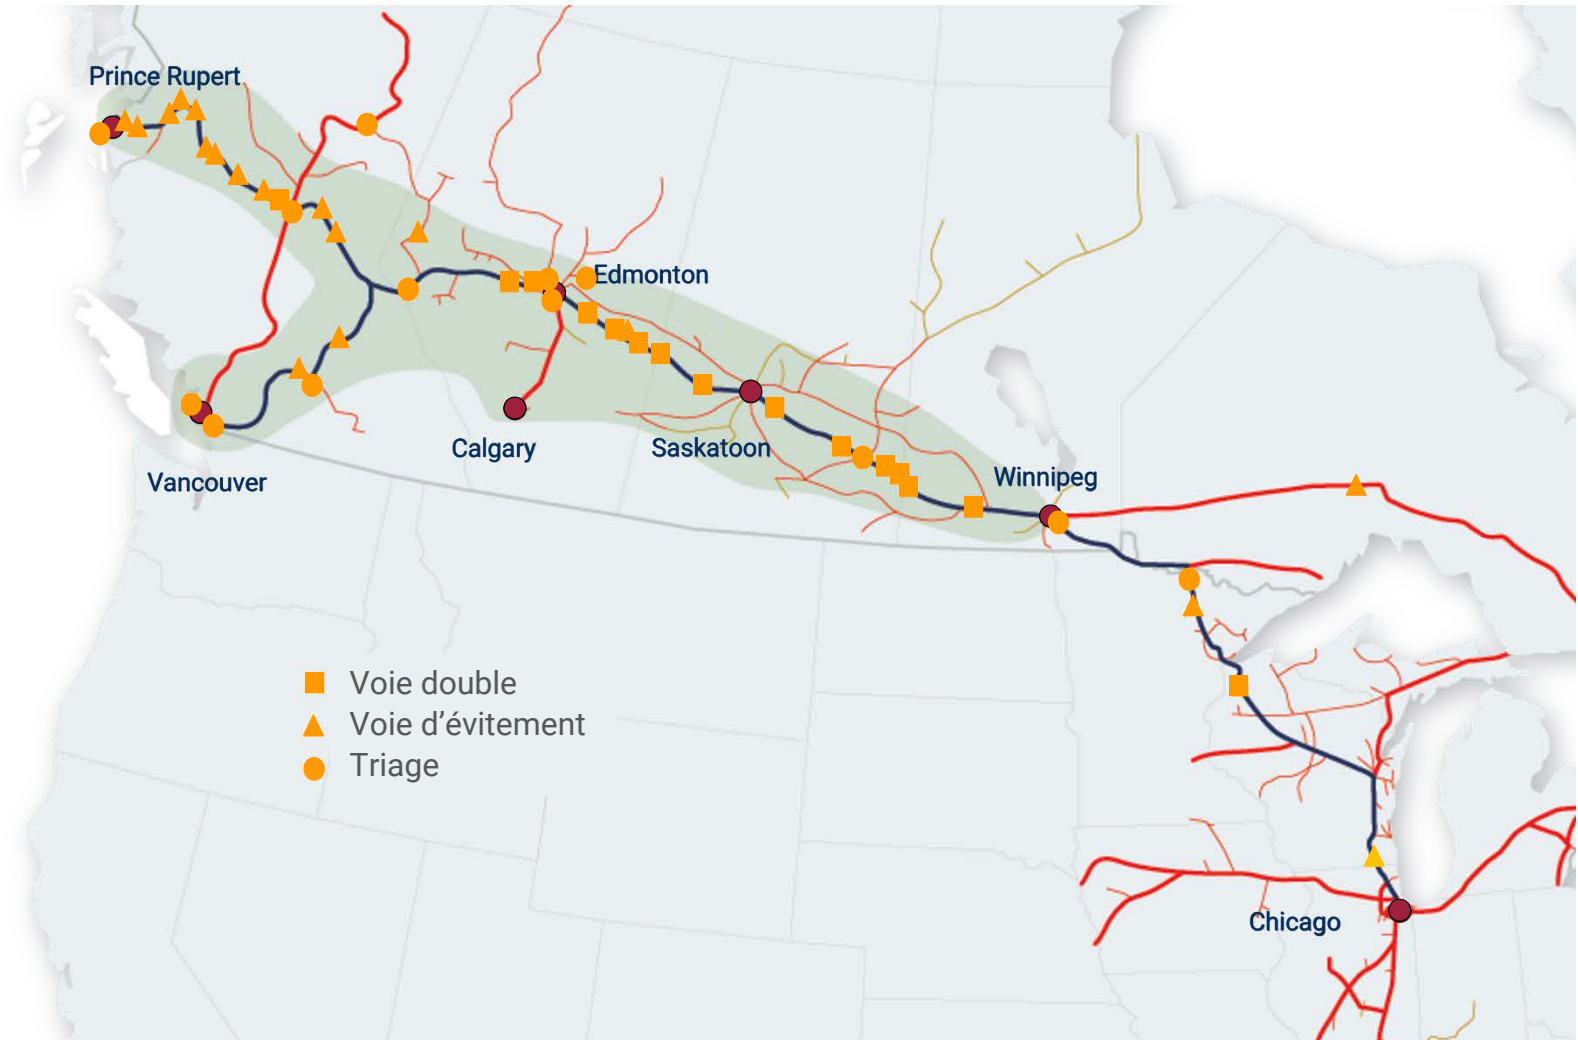 Prince Rupert
Edmonton
Calgary
Saskatoon
Winnipeg
Vancouver
Voie double
Voie d’évitement
Triage
Chicago